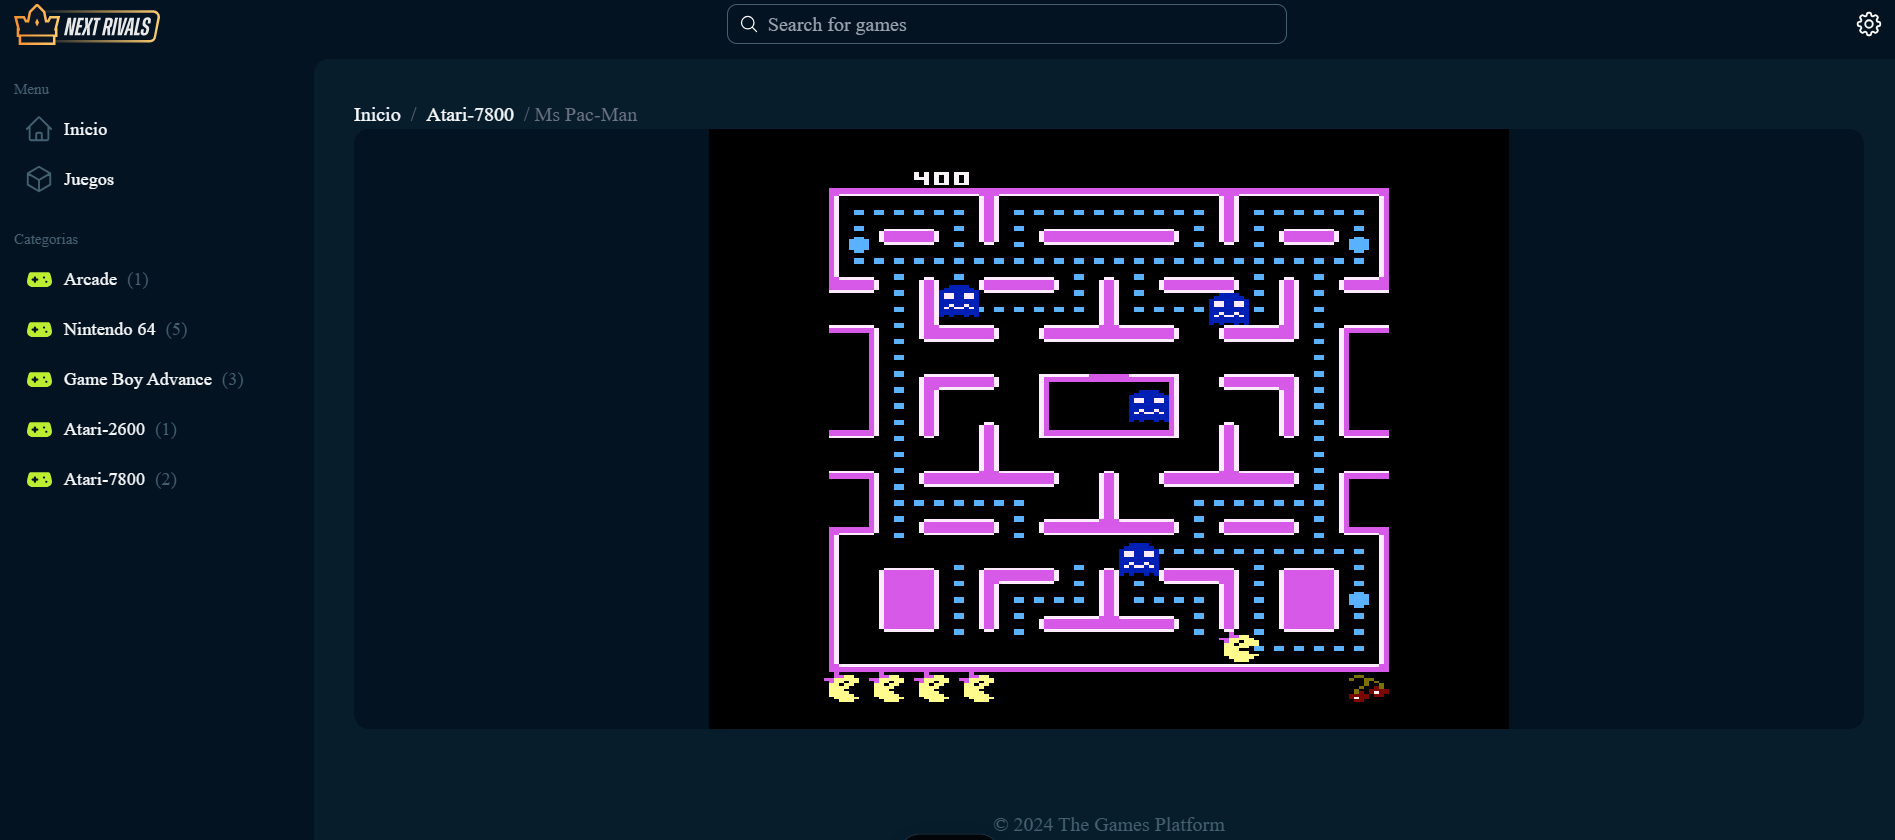 NEXT RIVALS
Search for games
Menu
Inicio
Juegos
Categorias
Arcade (1)
Nintendo 64 (5)
Game Boy Advance (3)
Atari-2600 (1)
Atari-7800 (2)
Inicio / Atari-7800 / Ms Pac-Man
400
© 2024 The Games Platform